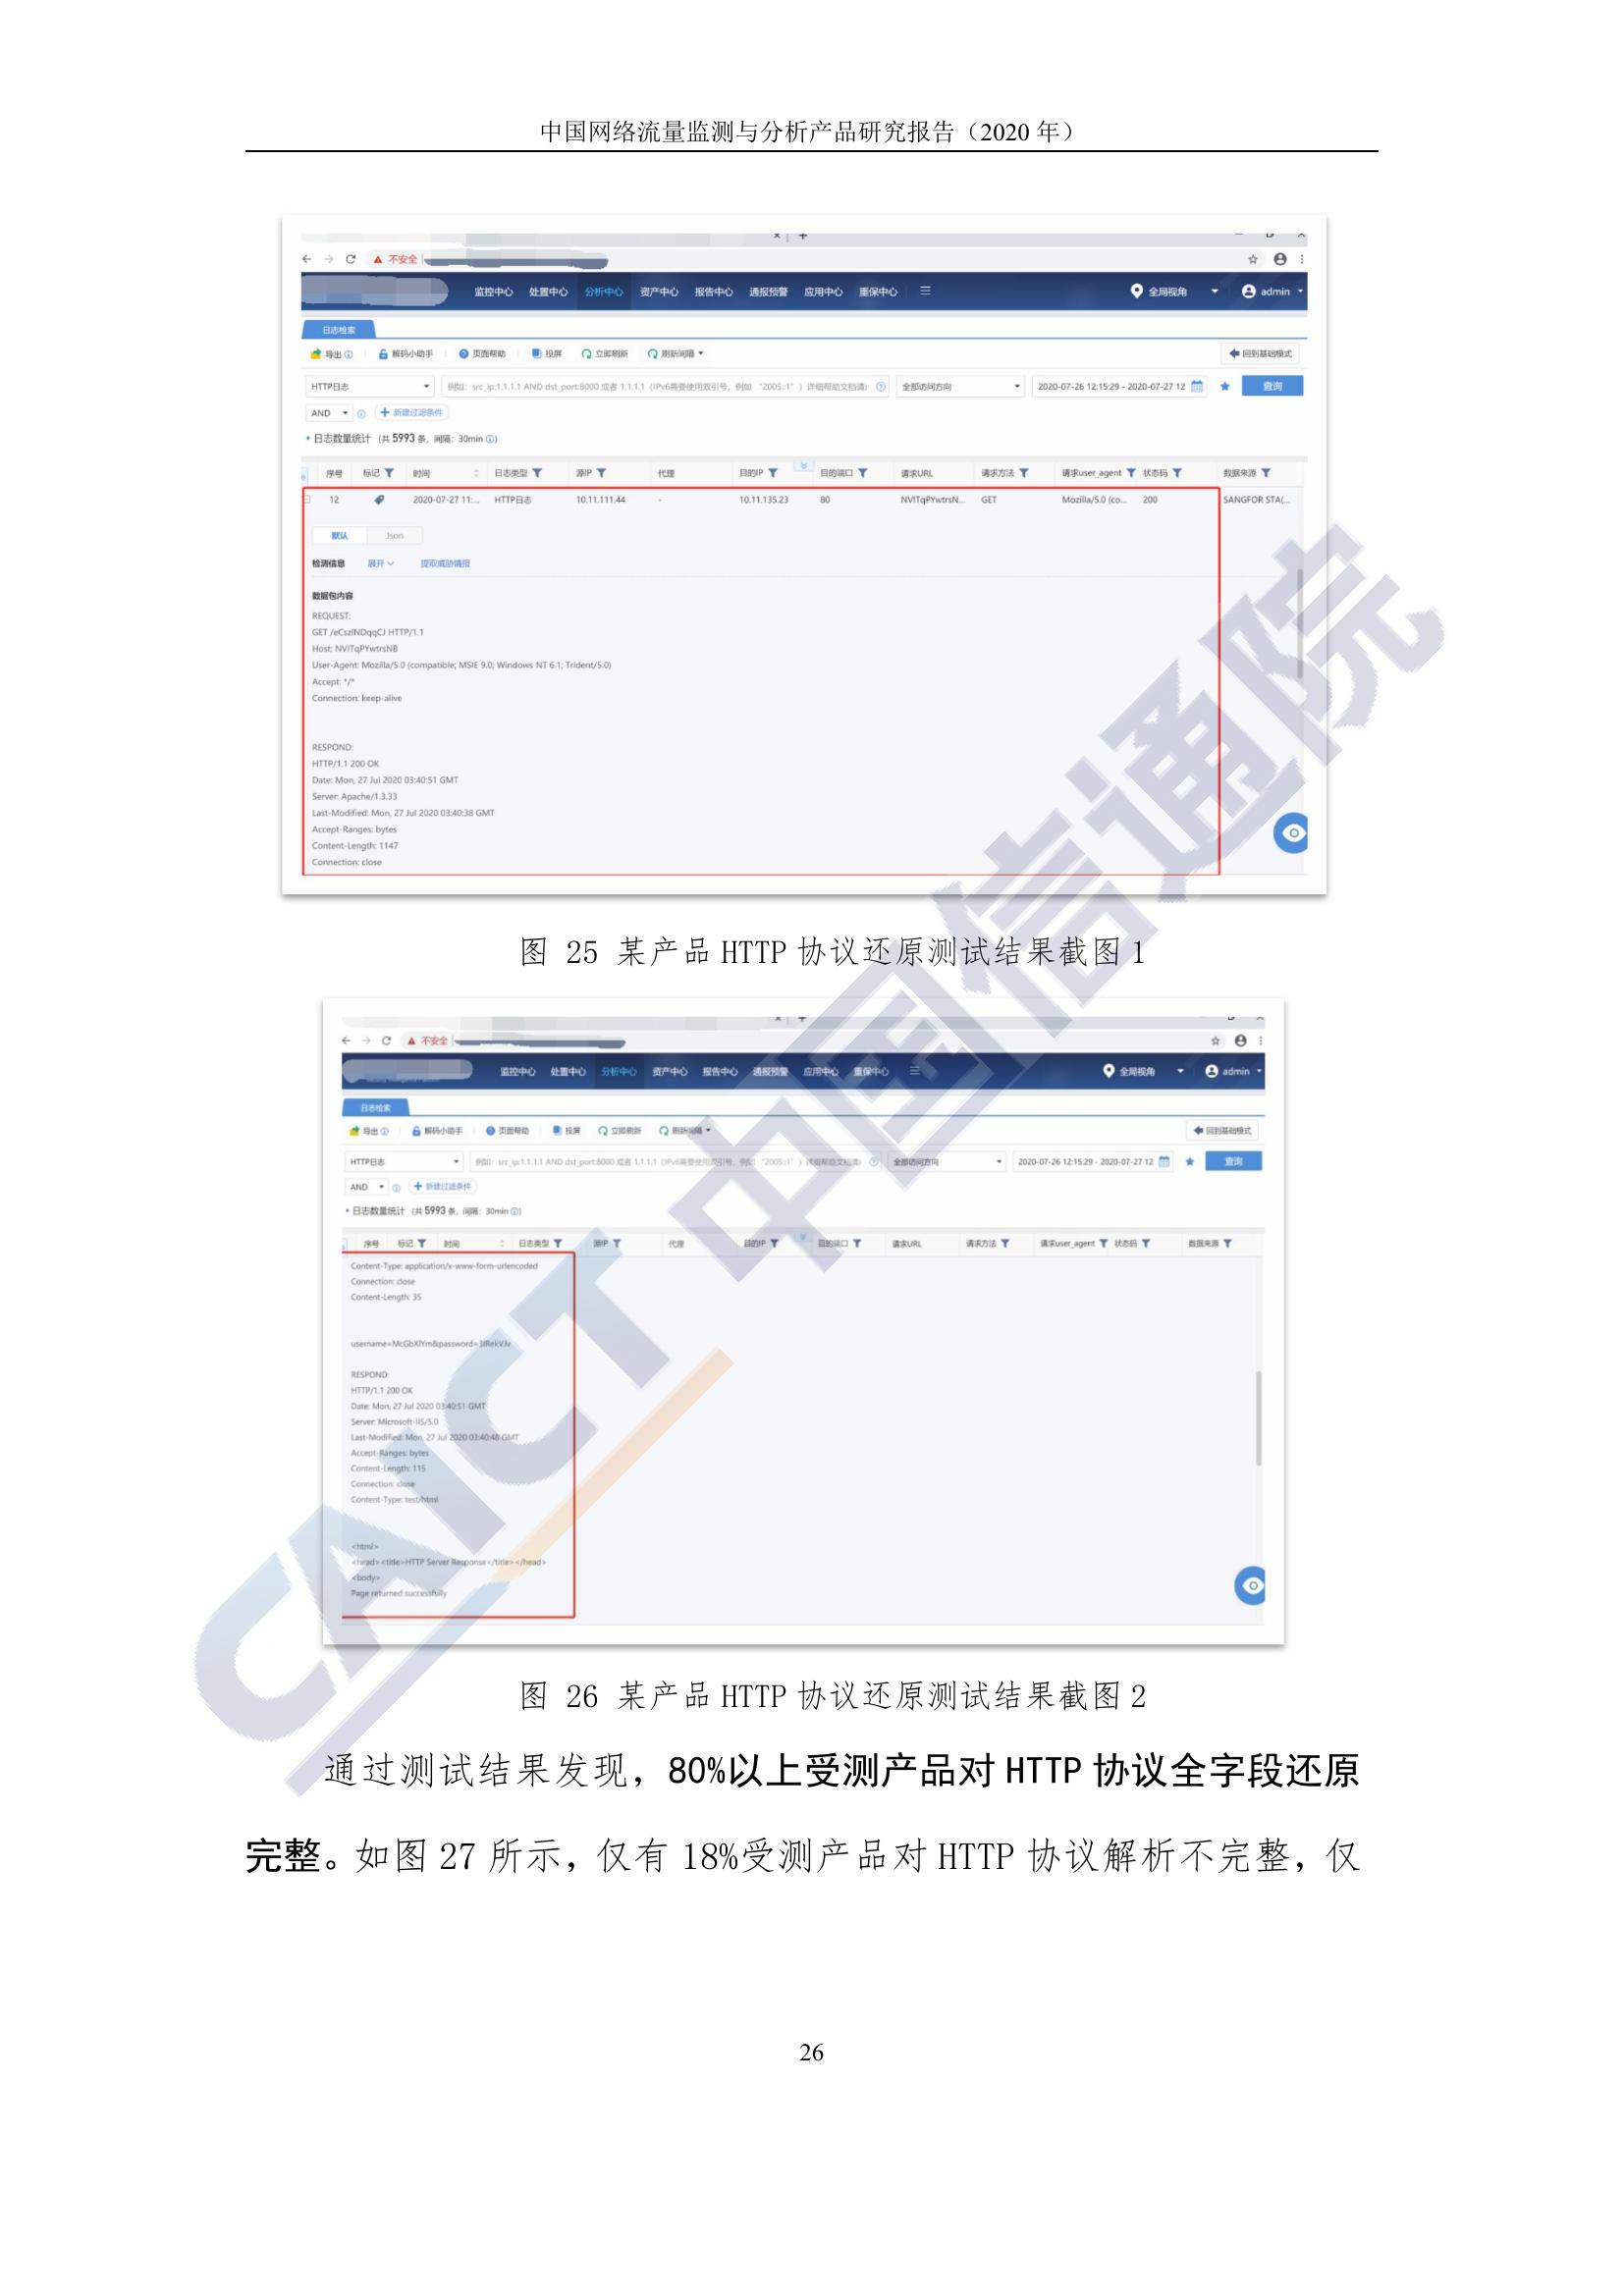 中国网络流量监测与分析产品研究报告（2020 年）
不安全
监控中心 处置中心 分析中心 资产中心 报告中心 通报预警 应用中心 重保中心 全局视角 admin
日志检索
导出 解码小助手 页面帮助 投屏 立即刷新 刷新间隔 回到基础模式
HTTP日志 例如: src_ip:1.1.1.1 AND dst_port:8000 或者 1.1.1.1（IPv6需要使用双引号，例如 "2005::1"）详细帮助文档请 全部访问方向 2020-07-26 12:15:29 - 2020-07-27 12 查询
AND 新建过滤条件
日志数量统计（共 5993 条，间隔: 30min）
序号 标记 时间 日志类型 源IP 代理 目的IP 目的端口 请求URL 请求方法 请求user_agent 状态码 数据来源
12 2020-07-27 11:... HTTP日志 10.11.111.44 - 10.11.135.23 80 NVITqPYwtrsN... GET Mozilla/5.0 (co... 200 SANGFOR STA(...
默认 Json
检测信息 展开 提取威胁情报
数据包内容
REQUEST:
GET /eCszlNDqqCJ HTTP/1.1
Host: NVITqPYwtrsNB
User-Agent: Mozilla/5.0 (compatible; MSIE 9.0; Windows NT 6.1; Trident/5.0)
Accept: */*
Connection: keep-alive
RESPOND:
HTTP/1.1 200 OK
Date: Mon, 27 Jul 2020 03:40:51 GMT
Server: Apache/1.3.33
Last-Modified: Mon, 27 Jul 2020 03:40:38 GMT
Accept-Ranges: bytes
Content-Length: 1147
Connection: close
图 25 某产品 HTTP 协议还原测试结果截图 1
不安全
监控中心 处置中心 分析中心 资产中心 报告中心 通报预警 应用中心 重保中心 全局视角 admin
日志检索
导出 解码小助手 页面帮助 投屏 立即刷新 刷新间隔 回到基础模式
HTTP日志 例如: src_ip:1.1.1.1 AND dst_port:8000 或者 1.1.1.1（IPv6需要使用双引号，例如 "2005::1"）详细帮助文档请 全部访问方向 2020-07-26 12:15:29 - 2020-07-27 12 查询
AND 新建过滤条件
日志数量统计（共 5993 条，间隔: 30min）
序号 标记 时间 日志类型 源IP 代理 目的IP 目的端口 请求URL 请求方法 请求user_agent 状态码 数据来源
Content-Type: application/x-www-form-urlencoded
Connection: close
Content-Length: 35
username=McGbXlYm&password=3IRekVJv
RESPOND:
HTTP/1.1 200 OK
Date: Mon, 27 Jul 2020 03:40:51 GMT
Server: Microsoft-IIS/5.0
Last-Modified: Mon, 27 Jul 2020 03:40:48 GMT
Accept-Ranges: bytes
Content-Length: 115
Connection: close
Content-Type: test/html
<html>
<head><title>HTTP Server Response</title></head>
<body>
Page returned successfully
图 26 某产品 HTTP 协议还原测试结果截图 2
通过测试结果发现，80%以上受测产品对 HTTP 协议全字段还原
完整。如图 27 所示，仅有 18%受测产品对 HTTP 协议解析不完整，仅
26
CAICT 中国信通院